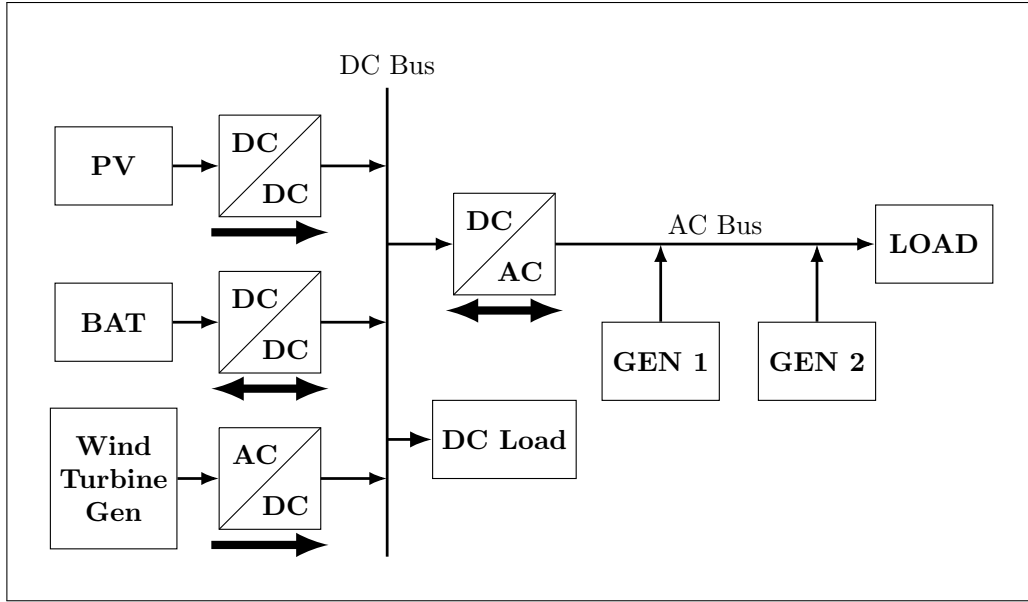 DC Bus
PV
DC
DC
DC
AC
AC Bus
LOAD
BAT
DC
DC
GEN 1
GEN 2
Wind
Turbine
Gen
AC
DC
DC Load